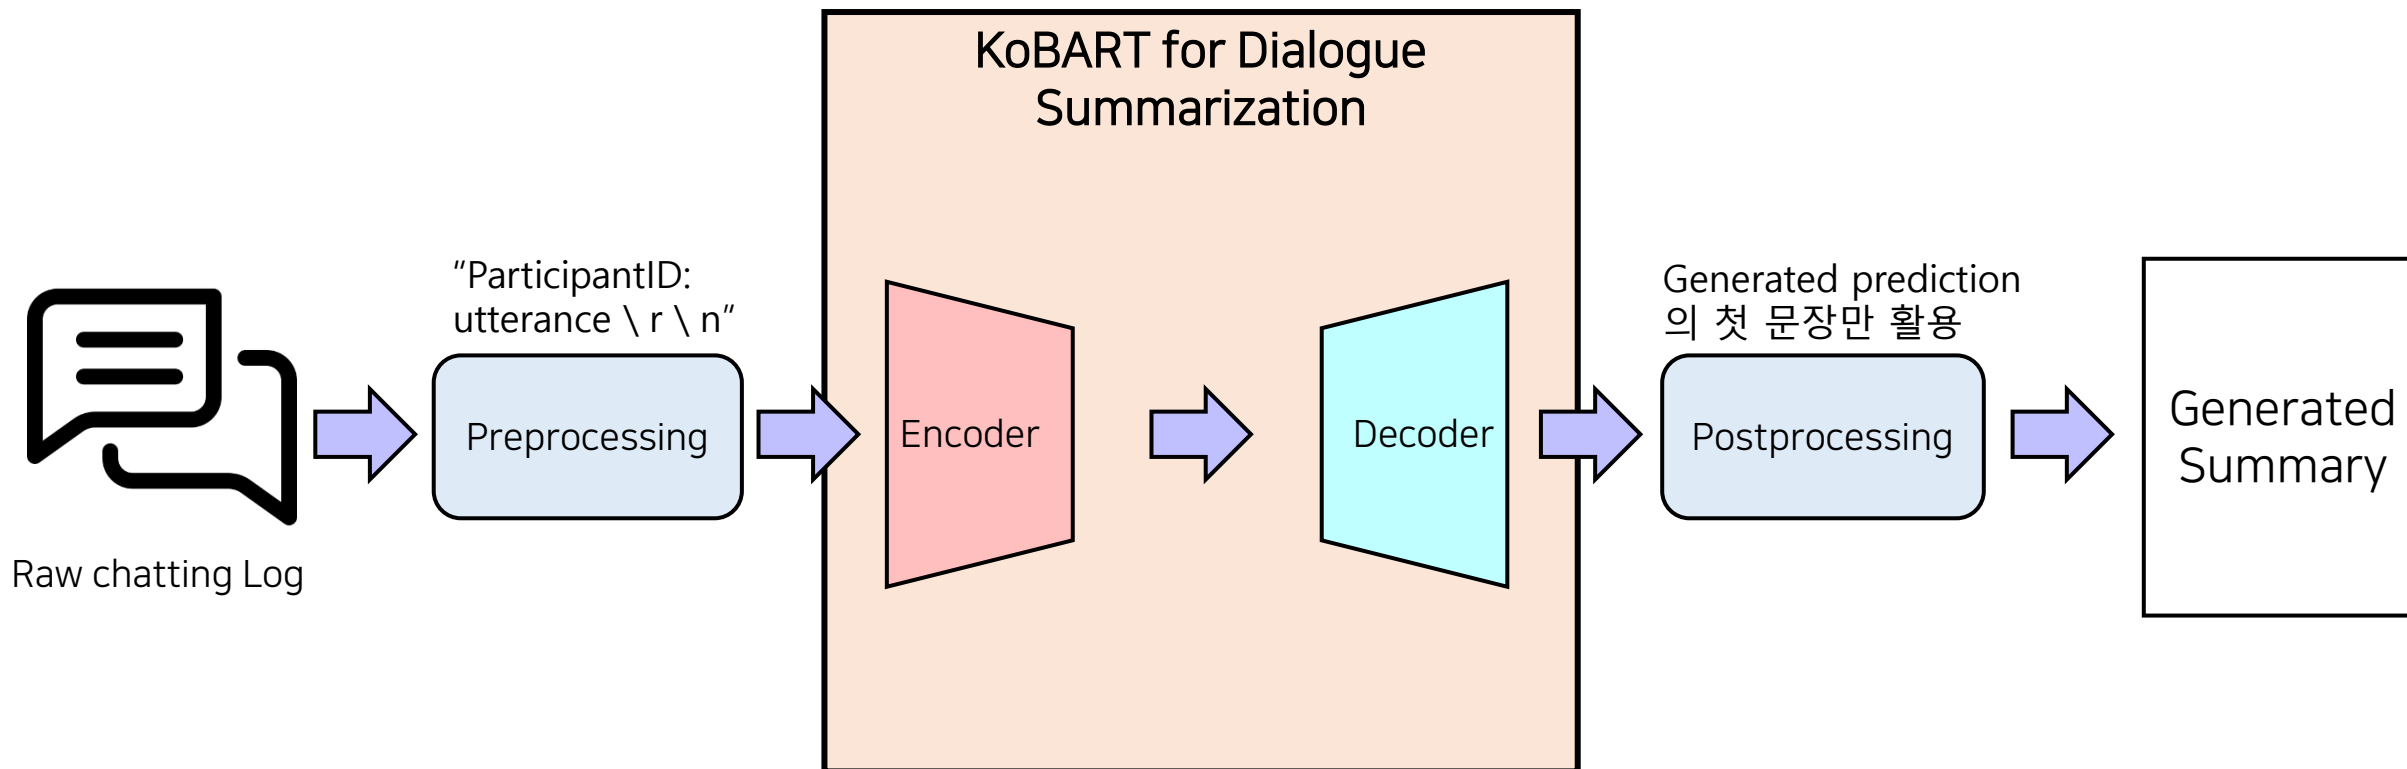 KoBART for Dialogue
Summarization
"ParticipantID:
utterance \ r \ n"
Generated prediction
의 첫 문장만 활용
Preprocessing
Encoder
Decoder
Postprocessing
Generated
Summary
Raw chatting Log